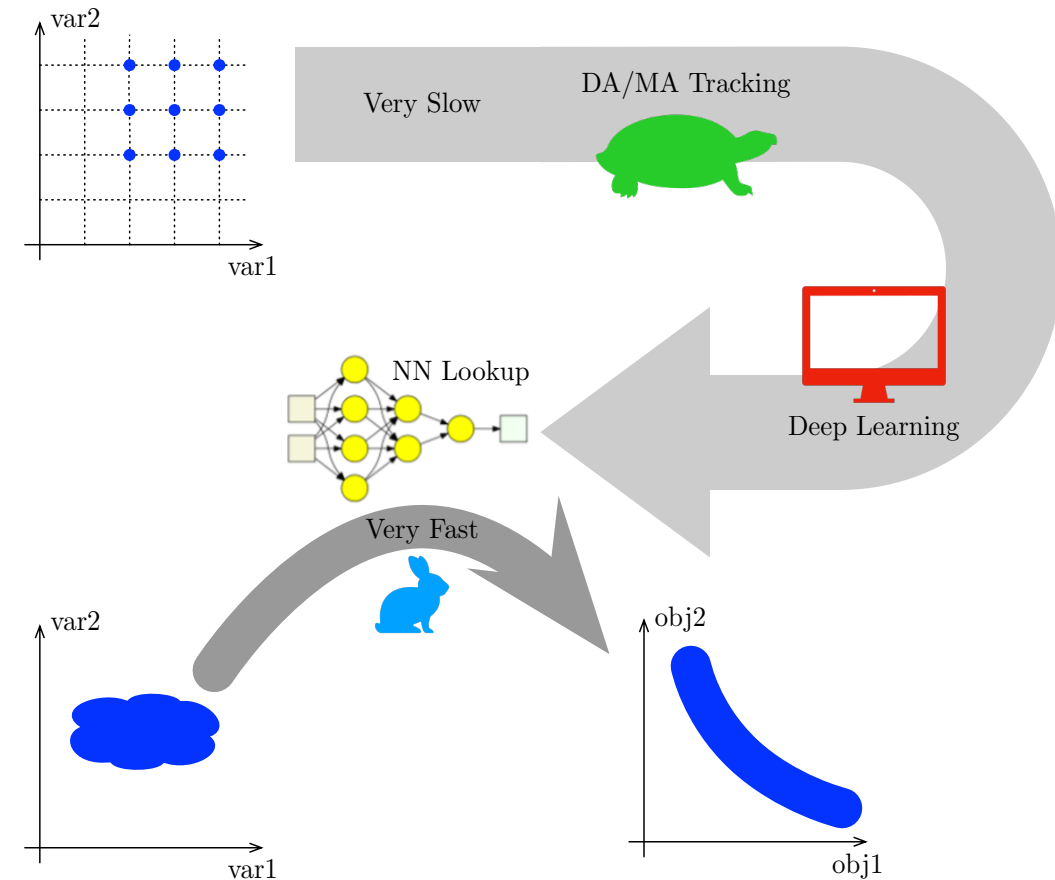 var2
var1
Very Slow
DA/MA Tracking
Deep Learning
NN Lookup
Very Fast
var2
var1
obj2
obj1